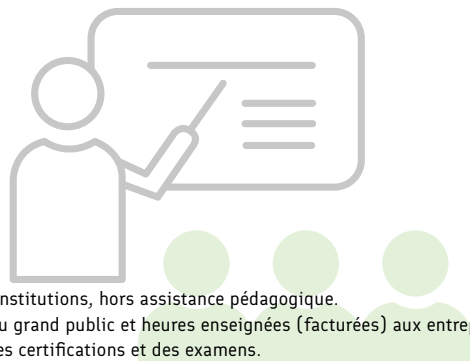 nstitutions, hors assistance pédagogique.
u grand public et heures enseignées (facturées) aux entrep
es certifications et des examens.